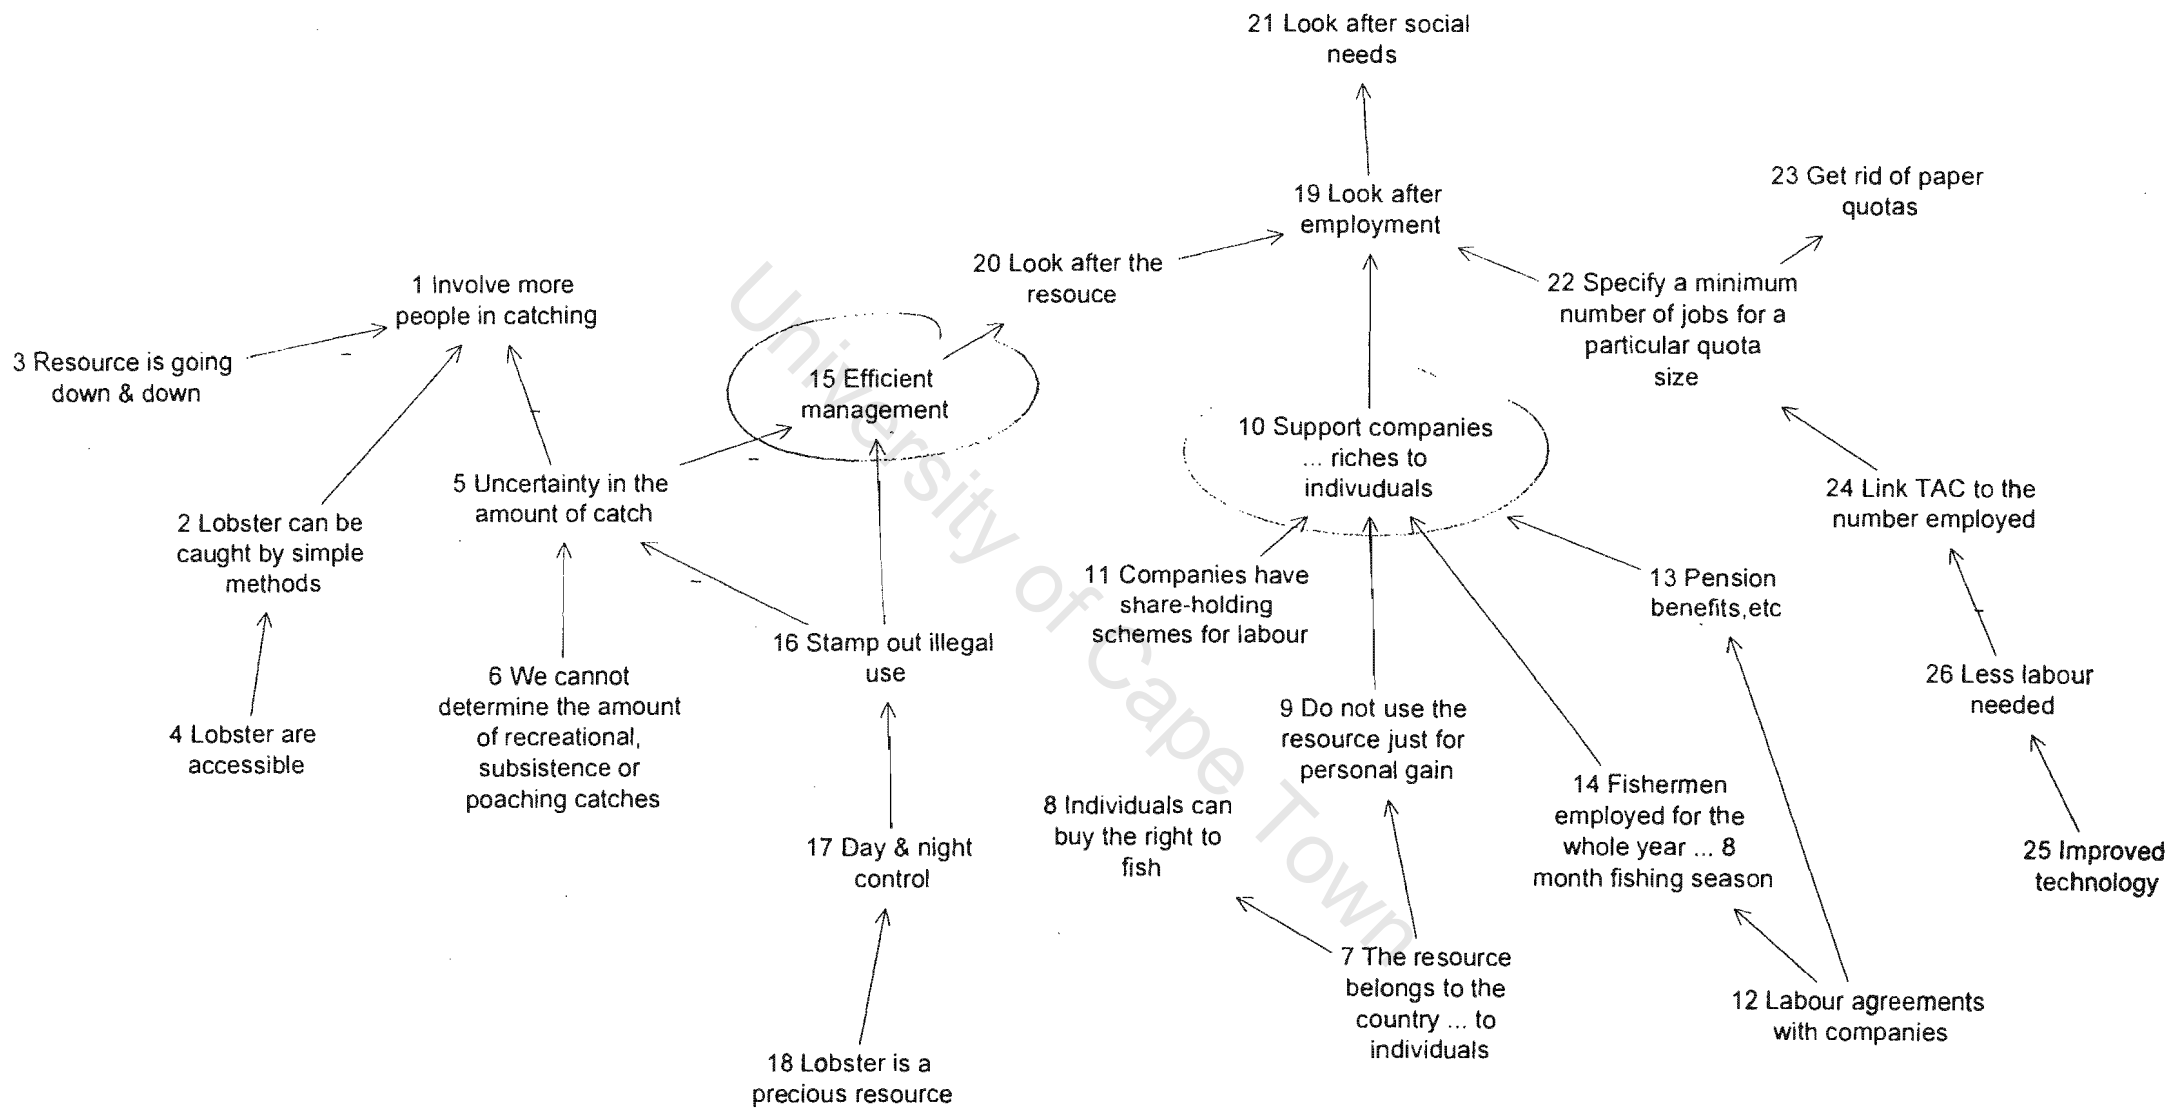 21 Look after social
needs
19 Look after
employment
23 Get rid of paper
quotas
20 Look after the
resouce
22 Specify a minimum
number of jobs for a
particular quota
size
1 Involve more
people in catching
3 Resource is going
down & down
15 Efficient
management
10 Support companies
... riches to
indivuduals
5 Uncertainty in the
amount of catch
24 Link TAC to the
number employed
2 Lobster can be
caught by simple
methods
11 Companies have
share-holding
schemes for labour
13 Pension
benefits,etc
16 Stamp out illegal
use
6 We cannot
determine the amount
of recreational,
subsistence or
poaching catches
26 Less labour
needed
9 Do not use the
resource just for
personal gain
4 Lobster are
accessible
14 Fishermen
employed for the
whole year ... 8
month fishing season
8 Individuals can
buy the right to
fish
17 Day & night
control
25 Improved
technology
7 The resource
belongs to the
country ... to
individuals
12 Labour agreements
with companies
18 Lobster is a
precious resource
University of Cape Town